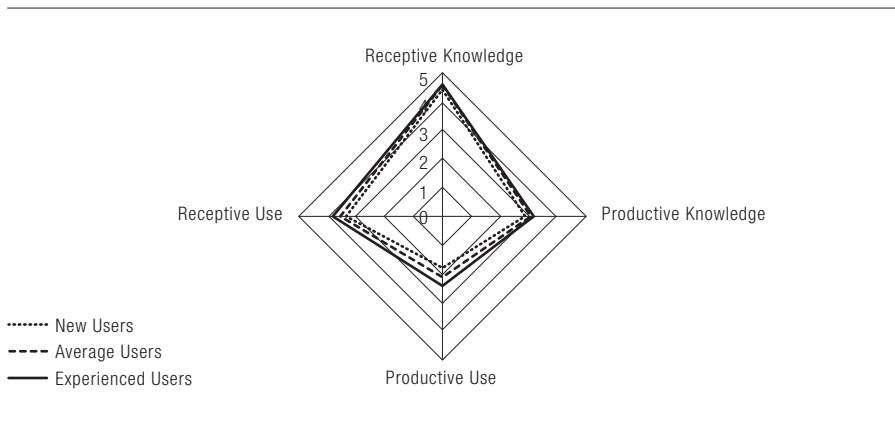 Receptive Knowledge
5
4
3
2
1
0
Receptive Use
Productive Knowledge
New Users
Average Users
Experienced Users
Productive Use